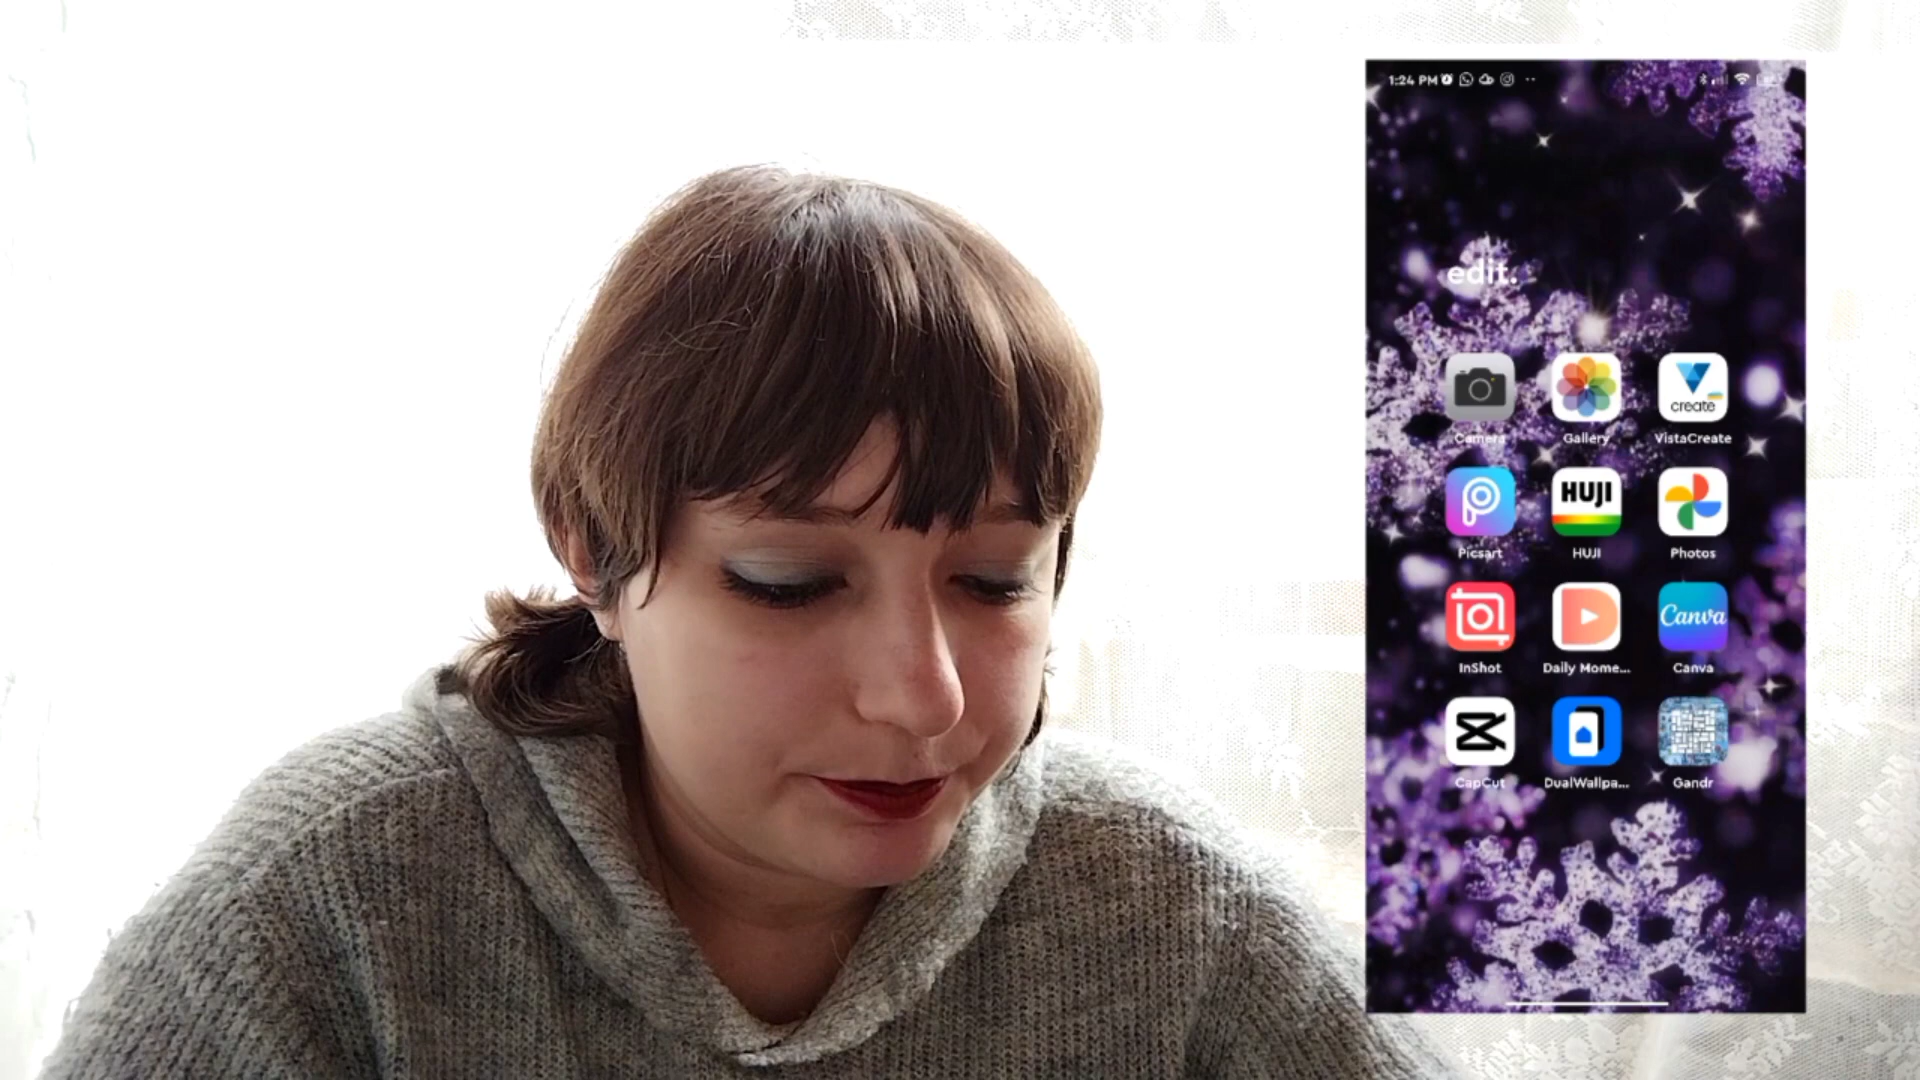 1:24 PM
edit.
create
Camera
Gallery
VistaCreate
HUJI
Picsart
HUJI
Photos
Canva
InShot
Daily Mome...
Canva
CapCut
DualWallpa...
Gandr